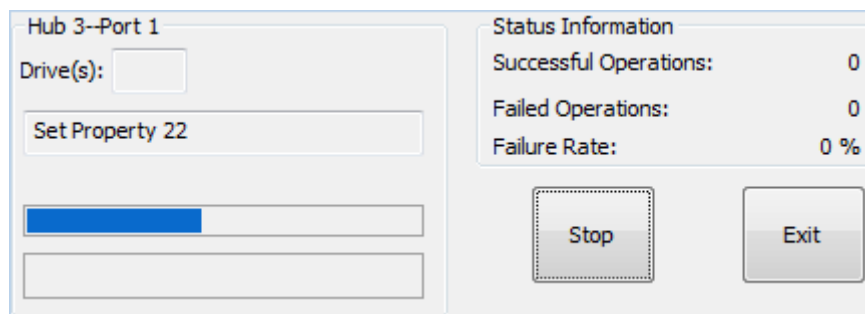 Hub 3--Port 1
Drive(s):
Set Property 22
Status Information
Successful Operations: 0
Failed Operations: 0
Failure Rate: 0 %
Stop
Exit